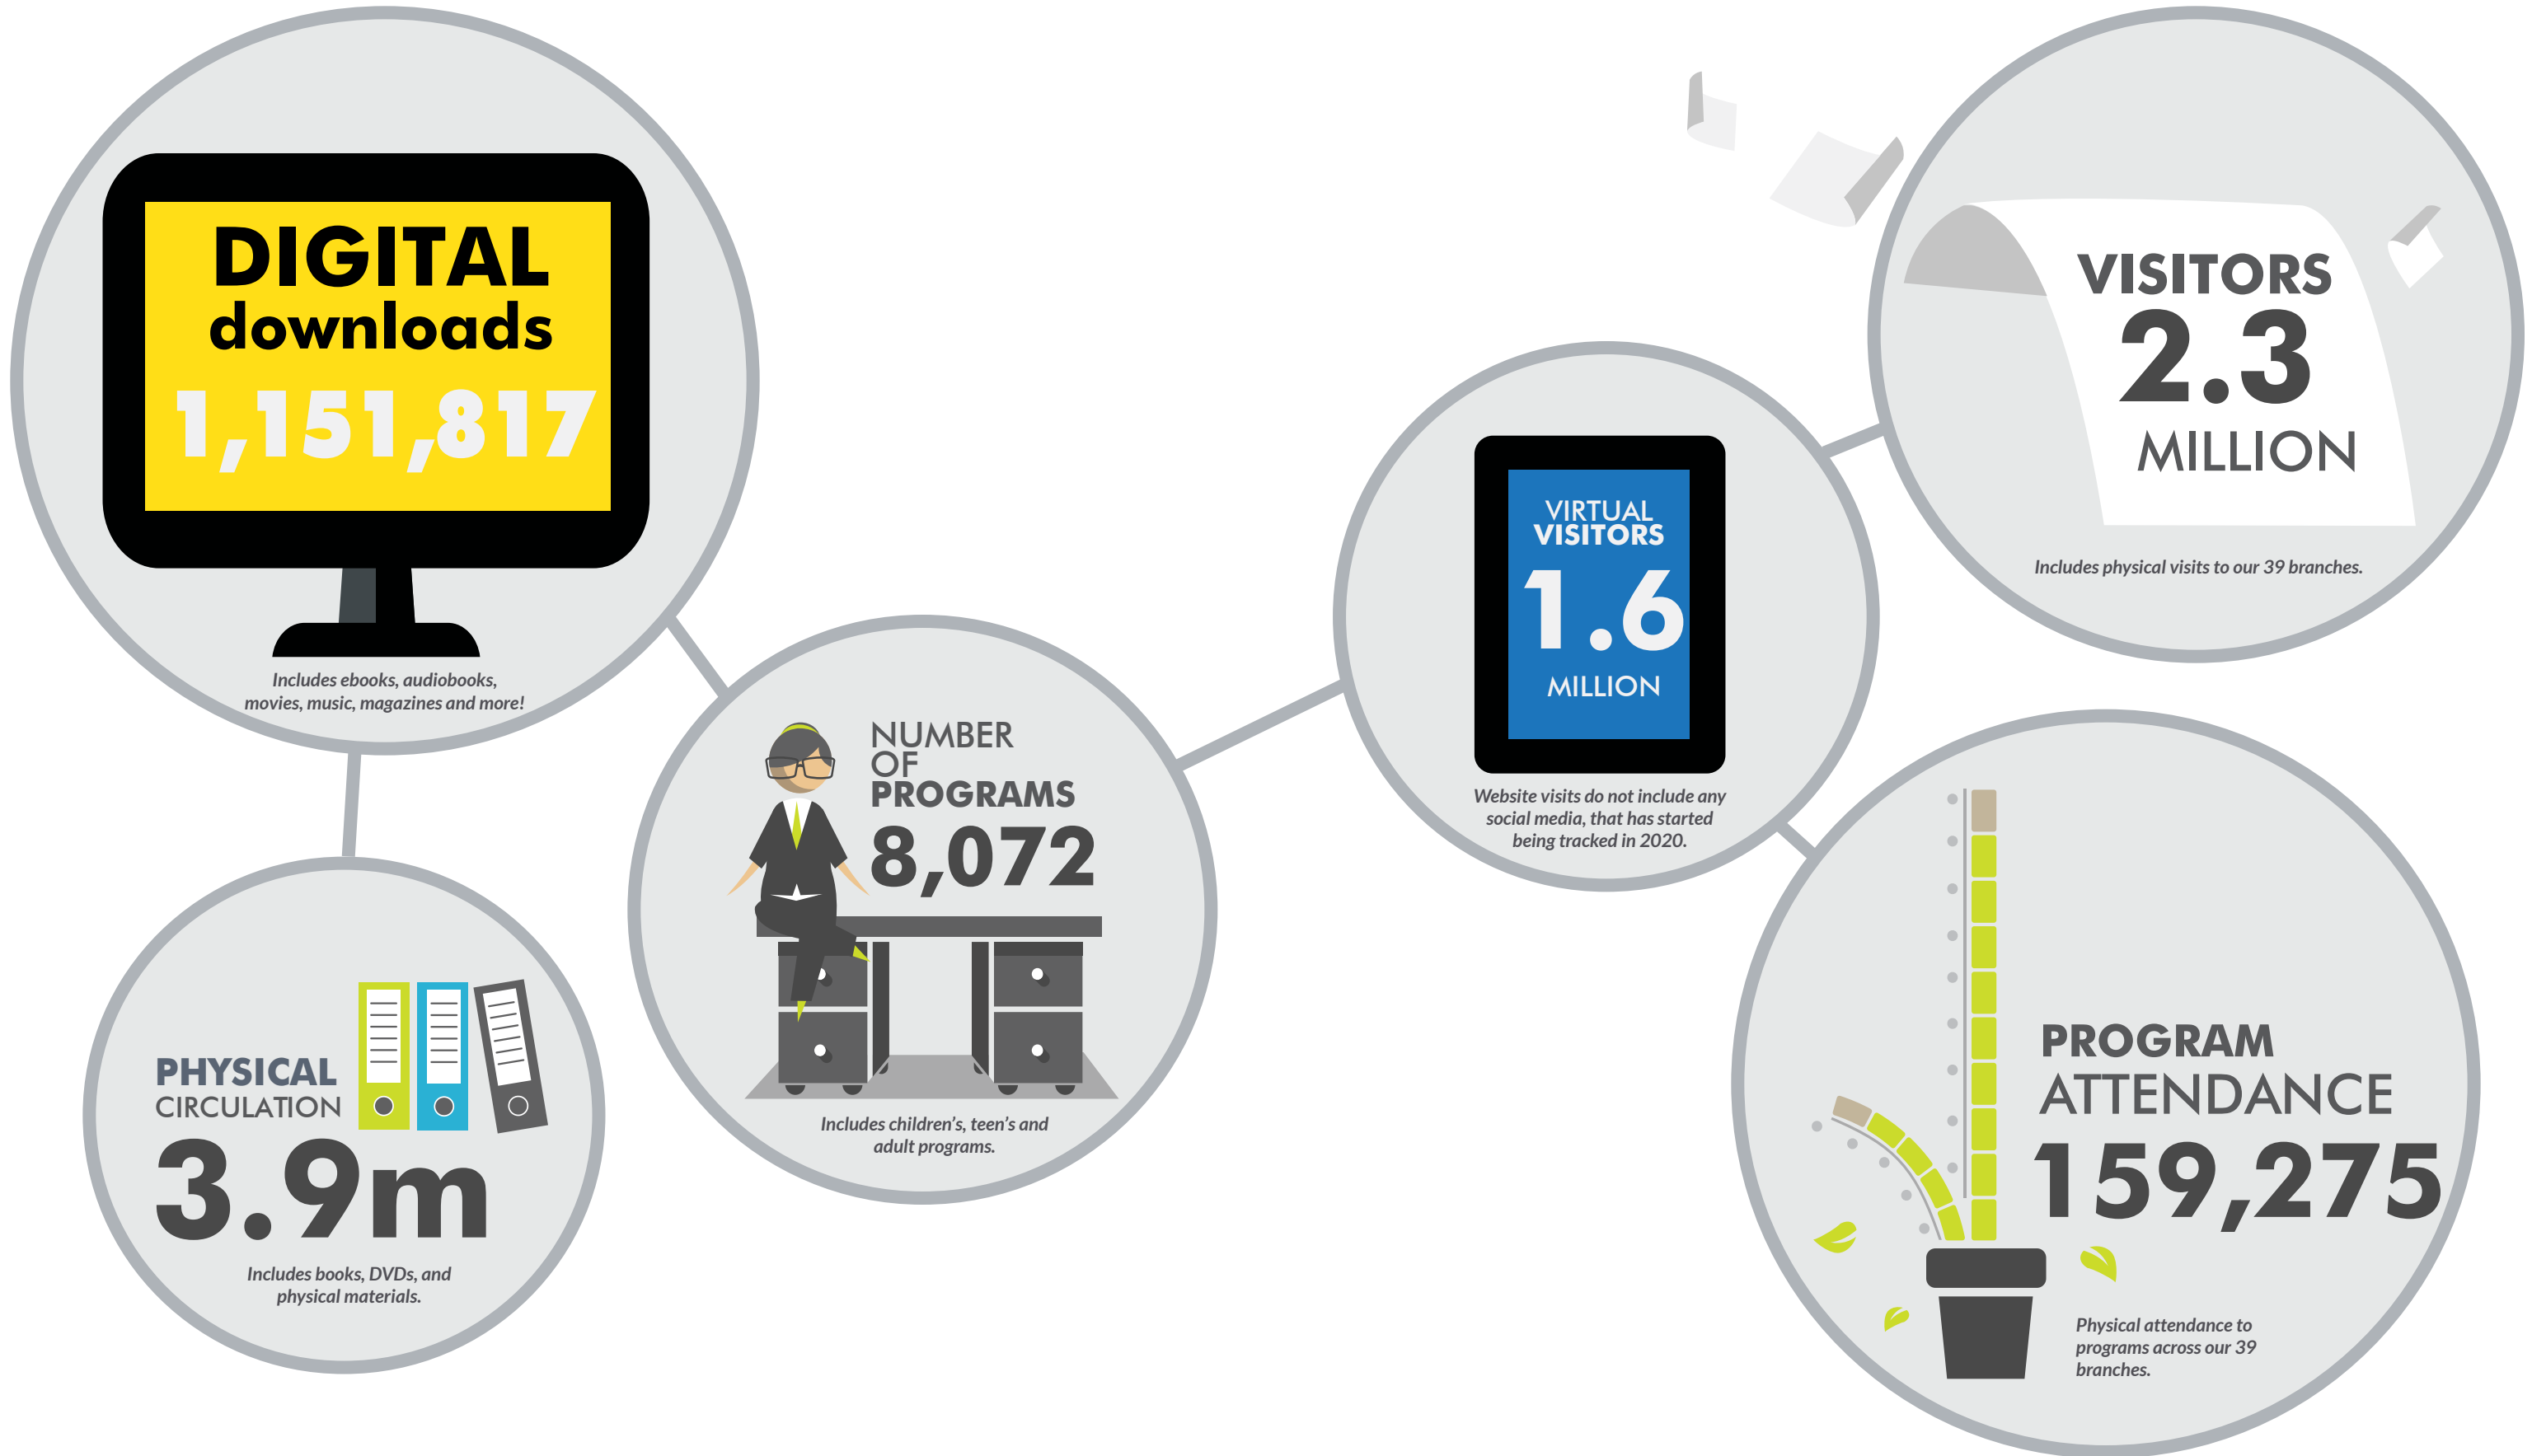 DIGITAL
downloads
1,151,817
Includes ebooks, audiobooks,
movies, music, magazines and more!
PHYSICAL
CIRCULATION
3.9m
Includes books, DVDs, and
physical materials.
NUMBER
OF
PROGRAMS
8,072
Includes children’s, teen’s and
adult programs.
VIRTUAL
VISITORS
1.6
MILLION
Website visits do not include any
social media, that has started
being tracked in 2020.
VISITORS
2.3
MILLION
Includes physical visits to our 39 branches.
PROGRAM
ATTENDANCE
159,275
Physical attendance to
programs across our 39
branches.